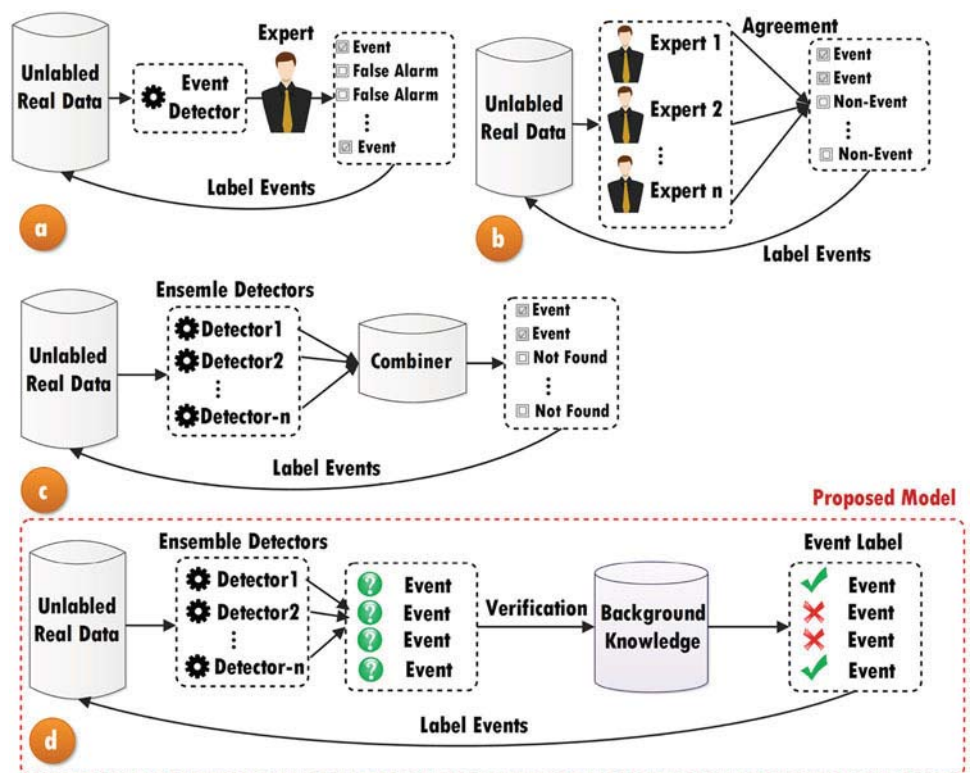 Unlabled
Real Data
Event
Detector
Expert
Event
False Alarm
False Alarm
Event
Label Events
a
Unlabled
Real Data
Expert 1
Expert 2
Expert n
Agreement
Event
Event
Non-Event
Non-Event
Label Events
b
Unlabled
Real Data
Ensemle Detectors
Detector1
Detector2
Detector-n
Combiner
Event
Event
Not Found
Not Found
Label Events
c
Proposed Model
Unlabled
Real Data
Ensemble Detectors
Detector1
Detector2
Detector-n
? Event
? Event
? Event
? Event
Verification
Background
Knowledge
Event Label
Event
Event
Event
Event
Label Events
d